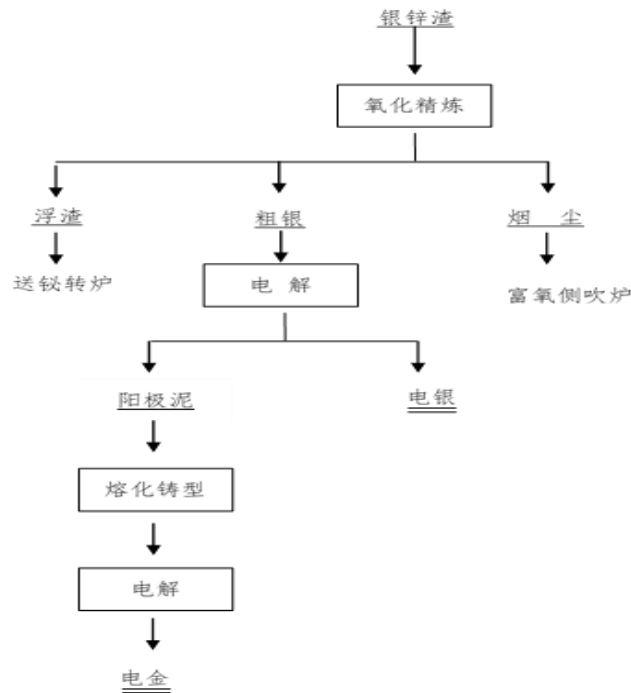 银锌渣
氧化精炼
浮渣
粗银
烟 尘
送铋转炉
电 解
富氧侧吹炉
阳极泥
电银
熔化铸型
电解
电金